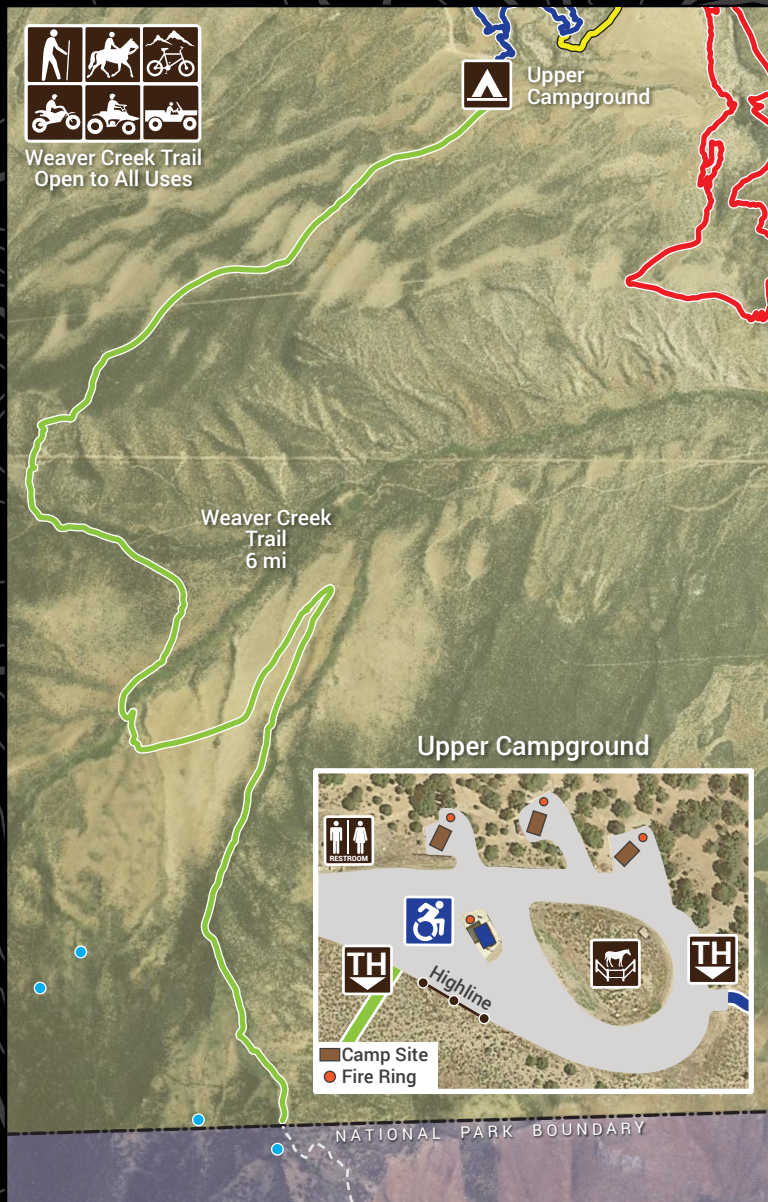 Upper
Campground
Weaver Creek Trail
Open to All Uses
Weaver Creek
Trail
6 mi
Upper Campground
RESTROOM
TH
TH
Highline
Camp Site
Fire Ring
NATIONAL PARK BOUNDARY